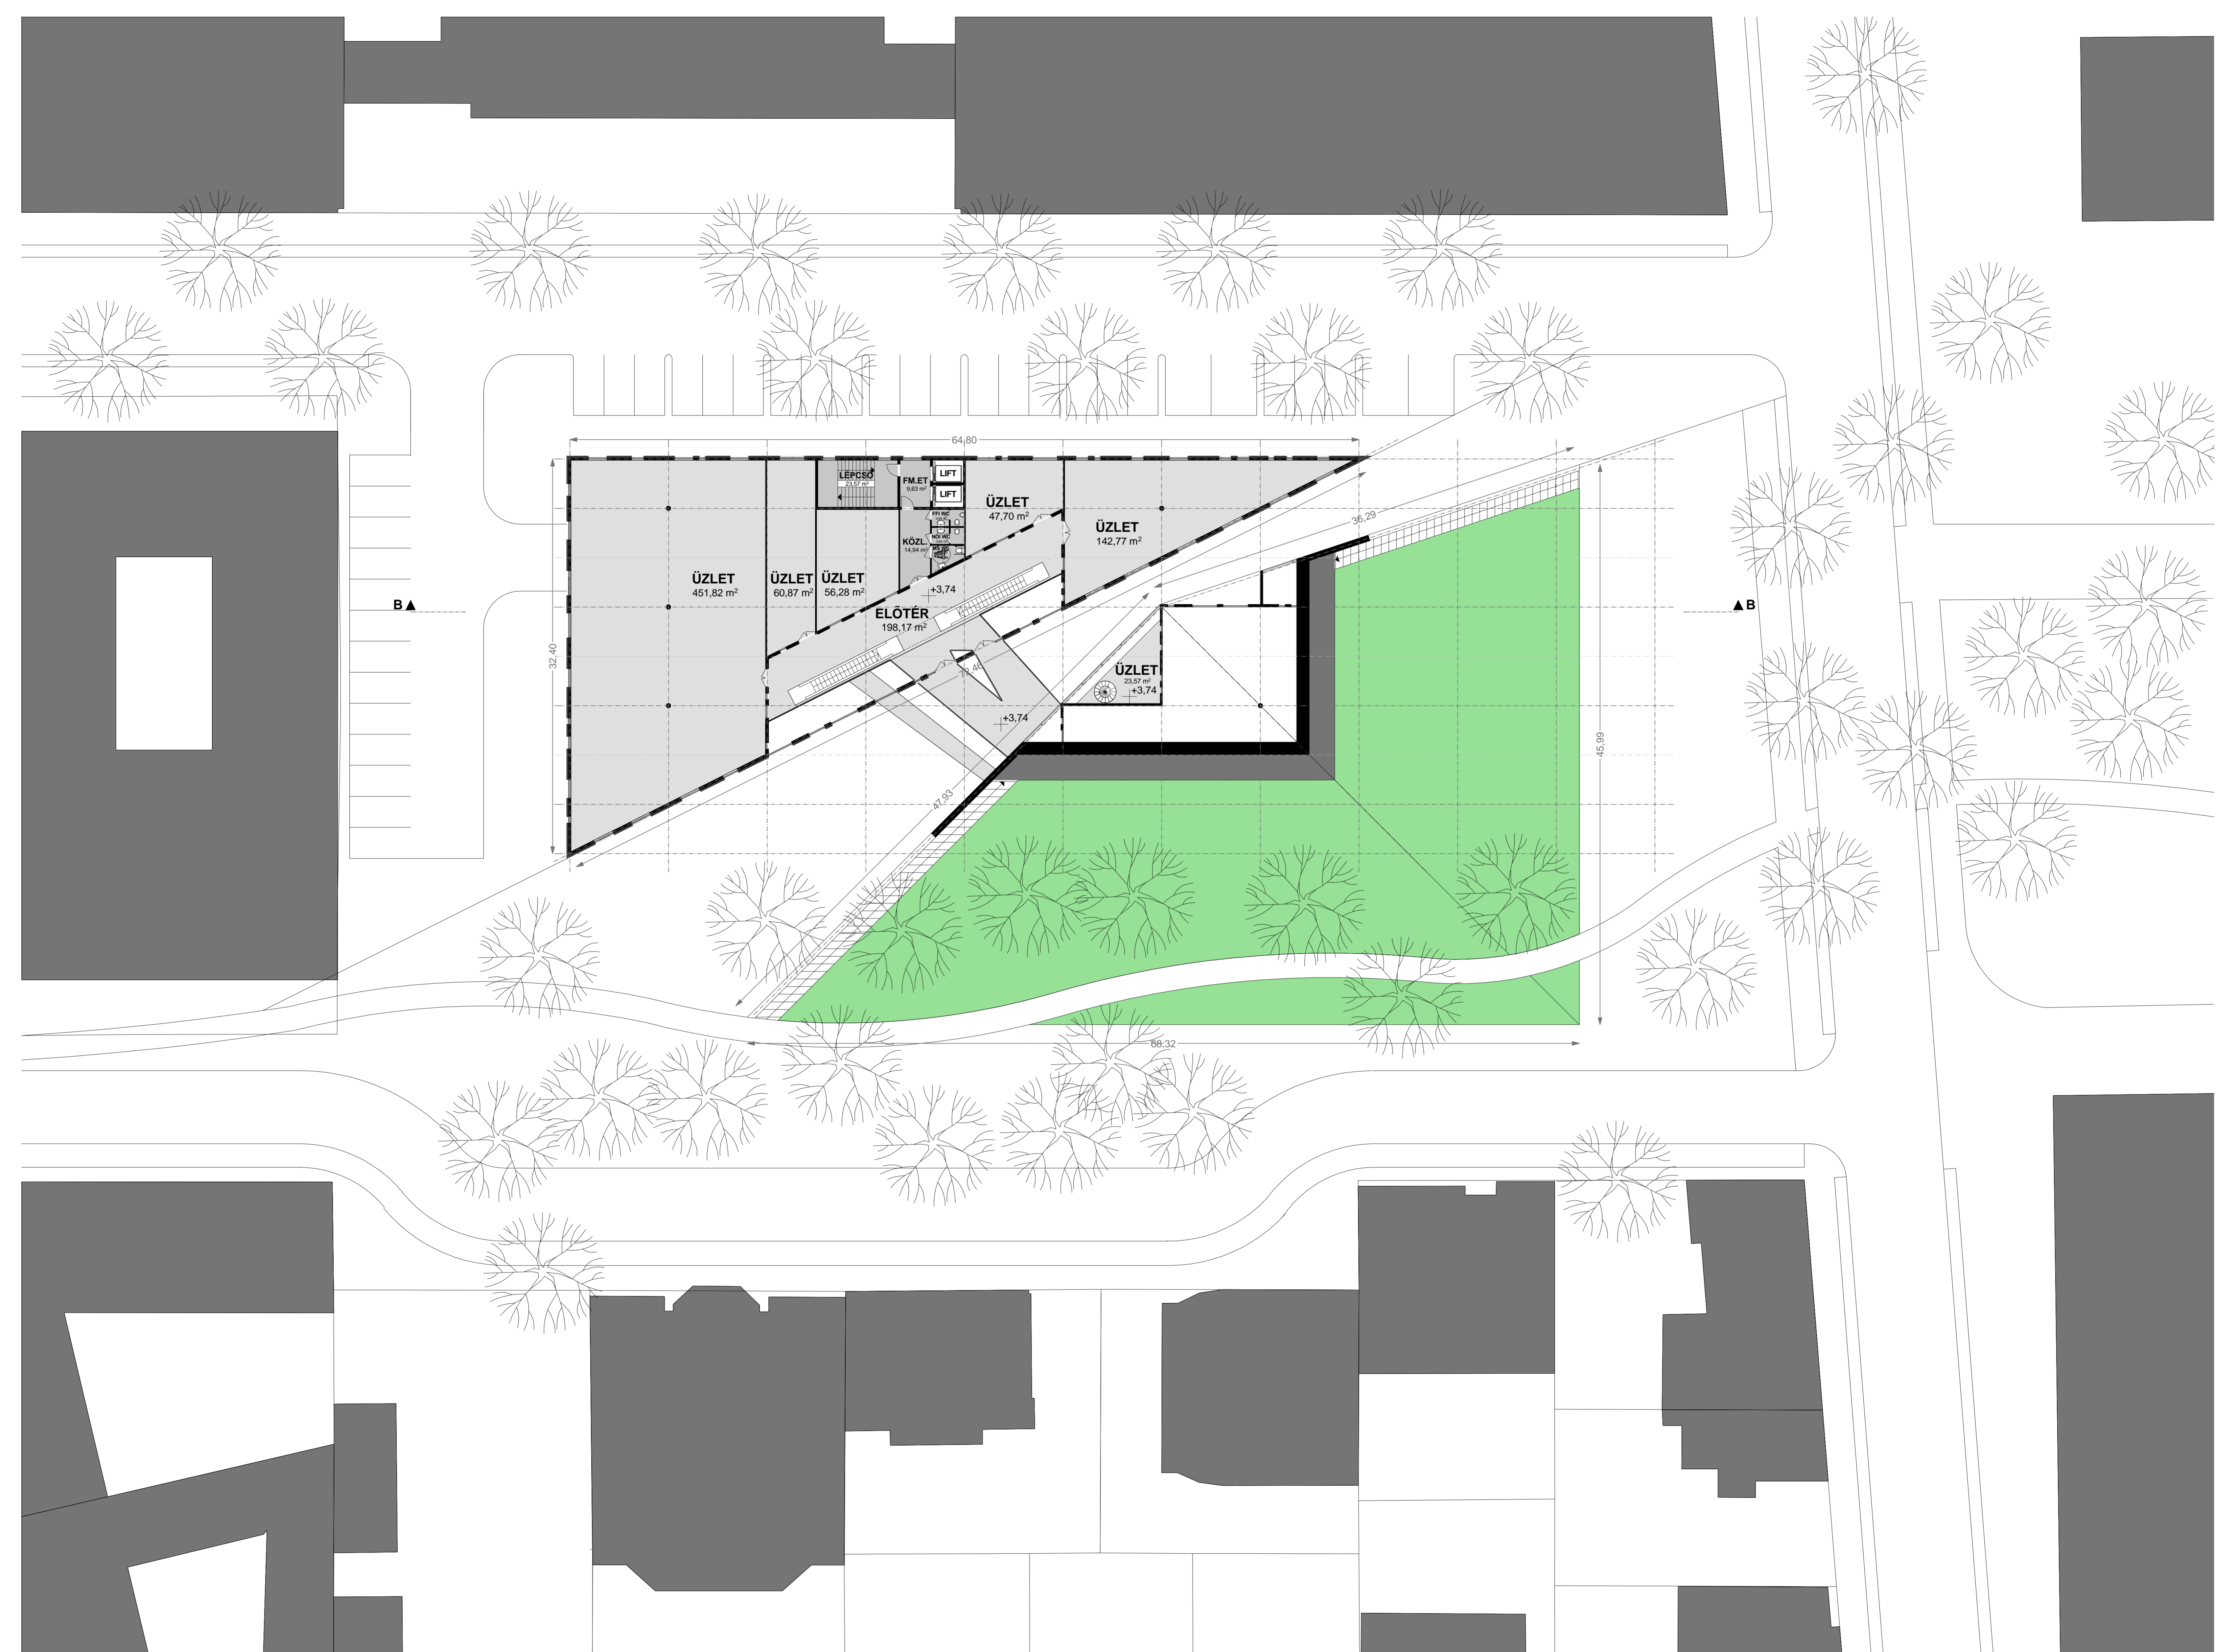 64,80
LÉPCSŐ
23,57 m²
FM.ET
9,63 m²
LIFT
LIFT
ÜZLET
47,70 m²
ÜZLET
142,77 m²
36,29
FFI WC
NŐI WC
KÖZL.
14,94 m²
ÜZLET
451,82 m²
ÜZLET
60,87 m²
ÜZLET
56,28 m²
+3,74
ELŐTÉR
198,17 m²
B
B
32,40
ÜZLET
23,57 m²
+3,74
+3,74
45,99
47,93
68,32